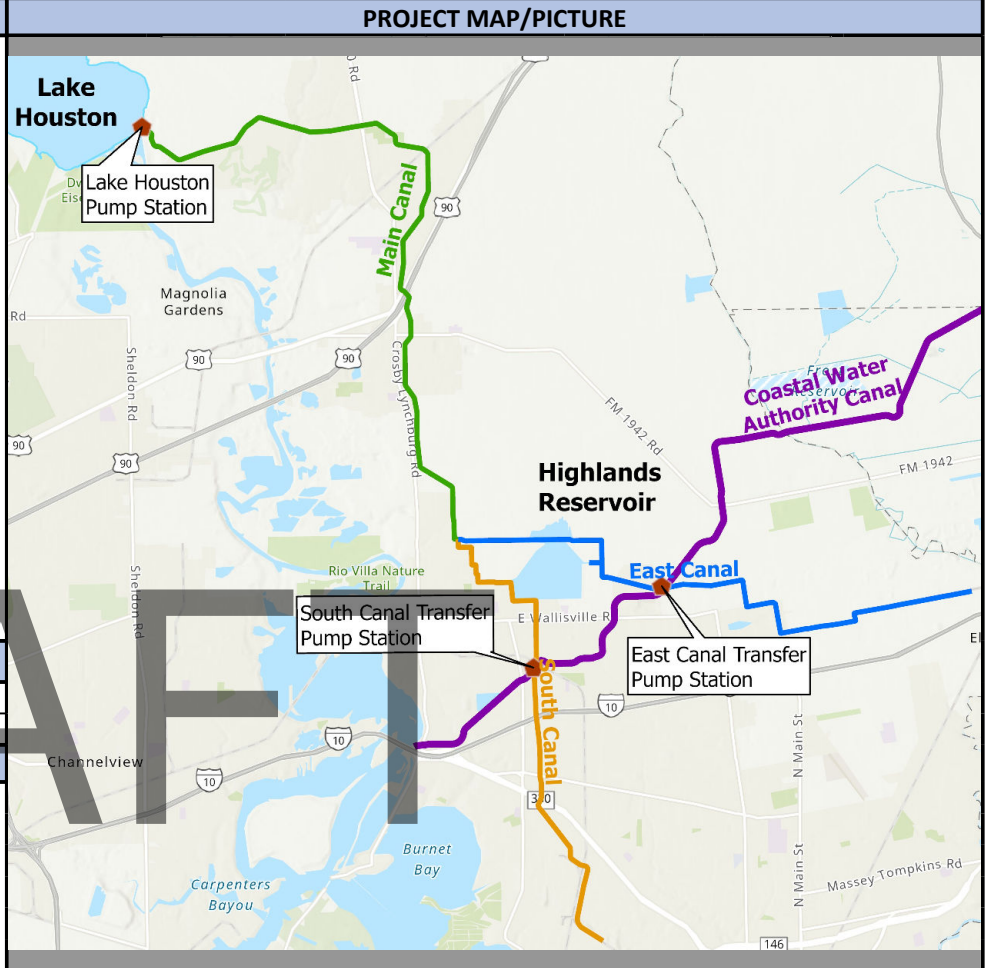 PROJECT MAP/PICTURE
Lake
Houston
Rd
Lake Houston
Pump Station
Main Canal
90
Magnolia
Gardens
Rd
90
90
Sheldon Rd
Crosby Lynchburg Rd
Coastal Water
Authority Canal
FM 1942 Rd
90
90
FM 1942
Highlands
Reservoir
East Canal
Rio Villa Nature
Trail
Sheldon Rd
South Canal Transfer
Pump Station
E Wallisville R
East Canal Transfer
Pump Station
South Canal
10
10
10
Channelview
N Main St
AFT
Burnet
Bay
Carpenters
Bayou
N Main St
Massey Tompkins Rd
146